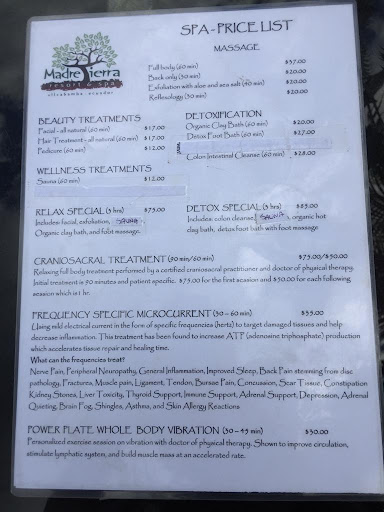 Madre Tierra
resort & spa
vilcabamba, ecuador
SPA-PRICE LIST
MASSAGE
Full body (60 min) $37.00
Back only (30 min) $20.00
Exfoliation with aloe and sea salt (40 min) $20.00
Reflexology (30 min) $20.00
BEAUTY TREATMENTS
Facial - all natural (60 min) $17.00
Hair Treatment - all natural (60 min) $17.00
Pedicure (60 min) $12.00
DETOXIFICATION
Organic Clay Bath (60 min) $20.00
Detox Foot Bath (60 min) $27.00
Colon Intestinal Cleanse (60 min) $28.00
WELLNESS TREATMENTS
Sauna (60 min) $12.00
RELAX SPECIAL (3 hrs) $75.00
Includes: facial, exfoliation, SAUNA,
Organic clay bath, and foot massage
DETOX SPECIAL (3 hrs) $85.00
Includes: colon cleanse, SAUNA, organic hot
clay bath, detox foot bath with foot massage
CRANIOSACRAL TREATMENT (90 min/60 min) $75.00/$50.00
Relaxing full body treatment performed by a certified craniosacral practitioner and doctor of physical therapy.
Initial treatment is 90 minutes and patient specific. $75.00 for the first session and $50.00 for each following
session which is 1 hr.
FREQUENCY SPECIFIC MICROCURRENT (30 - 60 min) $35.00
Using mild electrical current in the form of specific frequencies (hertz) to target damaged tissues and help
decrease inflammation. This treatment has been found to increase ATP (adenosine triphosphate) production
which accelerates tissue repair and healing time.
What can the frequencies treat?
Nerve Pain, Peripheral Neuropathy, General Inflammation, Improved Sleep, Back Pain steaming from disc
pathology, Fractures, Muscle pain, Ligament, Tendon, Bursae Pain, Concussion, Scar Tissue, Constipation
Kidney Stones, Liver Toxicity, Thyroid Support, Immune Support, Adrenal Support, Depression, Adrenal
Quieting, Brain Fog, Shingles, Asthma, and Skin Allergy Reactions
POWER PLATE WHOLE BODY VIBRATION (30 - 45 min) $30.00
Personalized exercise session on vibration with doctor of physical therapy. Shown to improve circulation,
stimulate lymphatic system, and build muscle mass at an accelerated rate.